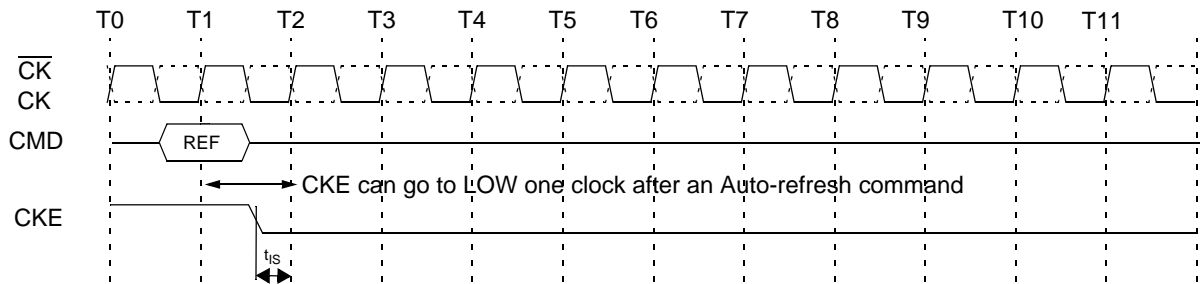 T0 T1 T2 T3 T4 T5 T6 T7 T8 T9 T10 T11
CK
CK
CMD REF
CKE can go to LOW one clock after an Auto-refresh command
CKE
tIS